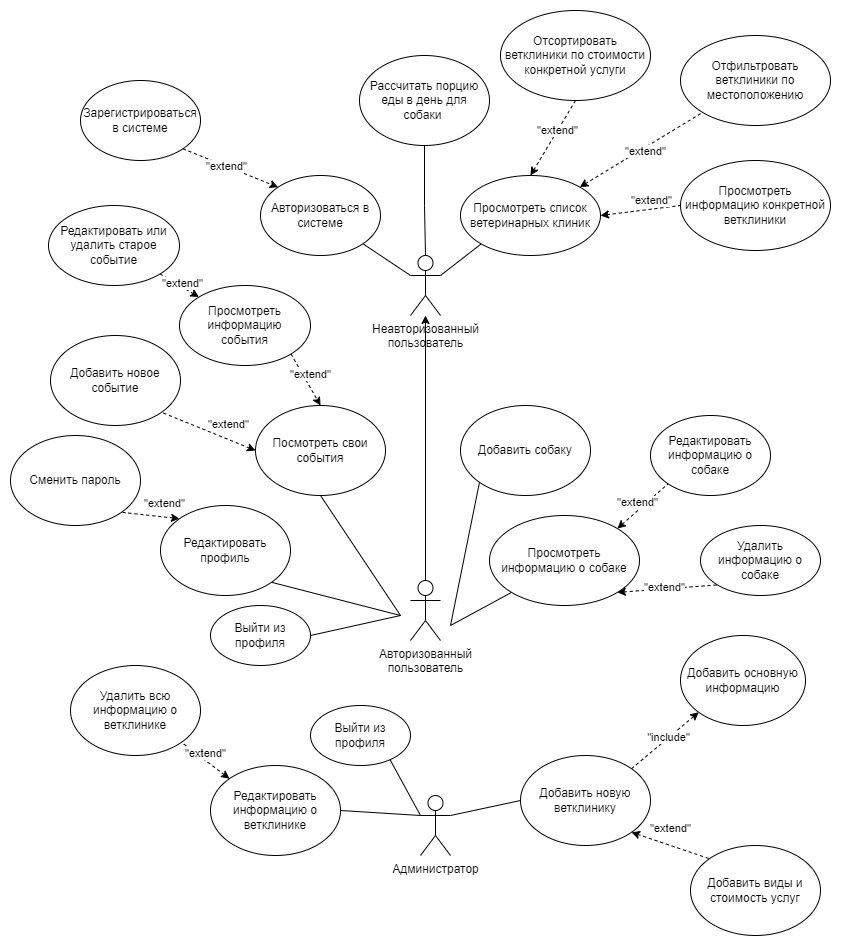 Отсортировать
ветклиники по стоимости
конкретной услуги
Отфильтровать
ветклиники по
местоположению
Рассчитать порцию
еды в день для
собаки
Зарегистрироваться
в системе
"extend"
"extend"
"extend"
"extend"
Авторизоваться в
системе
Просмотреть список
ветеринарных клиник
Просмотреть
информацию конкретной
ветклиники
"extend"
Редактировать или
удалить старое
событие
"extend"
Просмотреть
информацию
события
Неавторизованный
пользователь
"extend"
Добавить новое
событие
"extend"
Посмотреть свои
события
Добавить собаку
Редактировать
информацию о
собаке
Сменить пароль
"extend"
"extend"
Редактировать
профиль
Просмотреть
информацию о собаке
Удалить
информацию о
собаке
"extend"
Выйти из
профиля
Авторизованный
пользователь
Удалить всю
информацию о
ветклинике
Добавить основную
информацию
Выйти из
профиля
"include"
"extend"
Редактировать
информацию о
ветклинике
Добавить новую
ветклинику
"extend"
Администратор
Добавить виды и
стоимость услуг